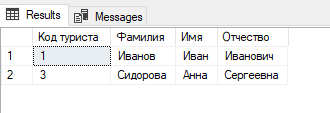 Results Messages
Код туриста Фамилия Имя Отчество
1 1 Иванов Иван Иванович
2 3 Сидорова Анна Сергеевна